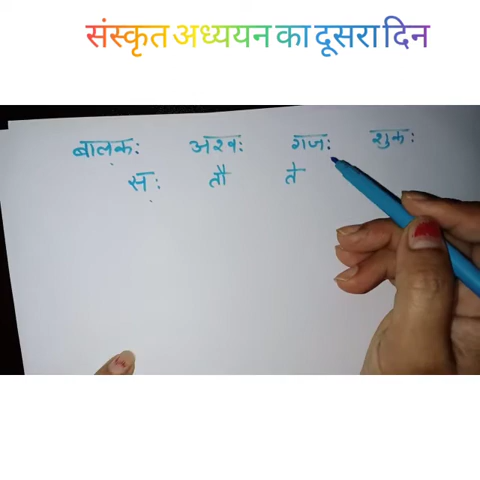 संस्कृत अध्ययन का दूसरा दिन
बालकः अश्वः गजः शुकः
सः तौ ते